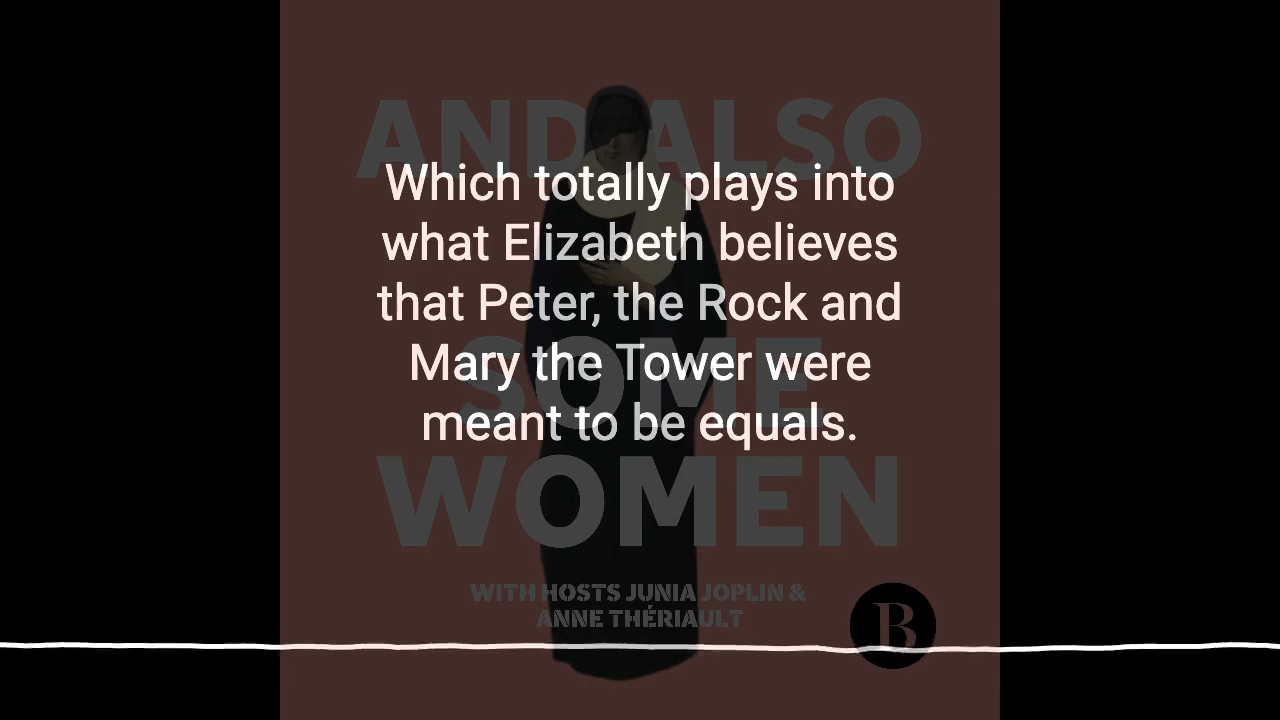 AND ALSO
Which totally plays into
what Elizabeth believes
that Peter, the Rock and
Mary the Tower were
SOME
meant to be equals.
WOMEN
WITH HOSTS JUNIA JOPLIN &
ANNE THÉRIAULT
B